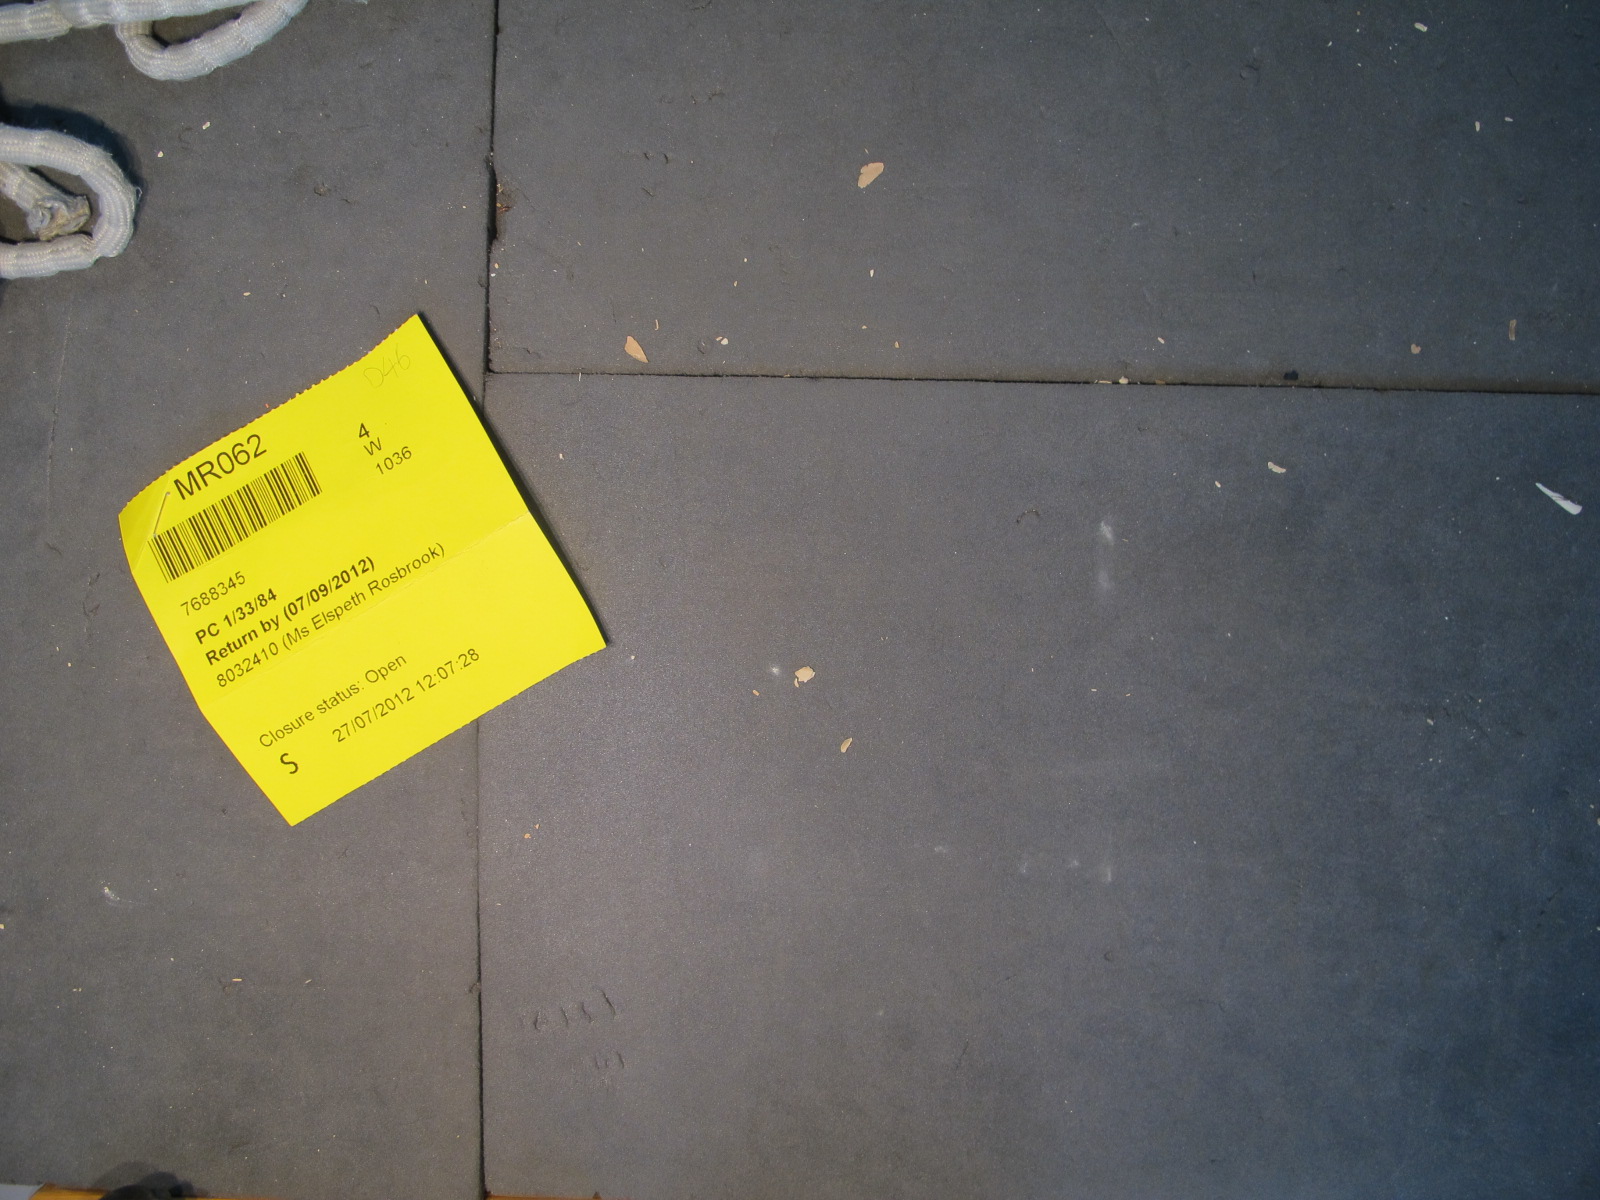 D46
MR062
4
W
1036
7688345
PC 1/33/84
Return by (07/09/2012)
8032410 (Ms Elspeth Rosbrook)
Closure status: Open
27/07/2012 12:07:28
S